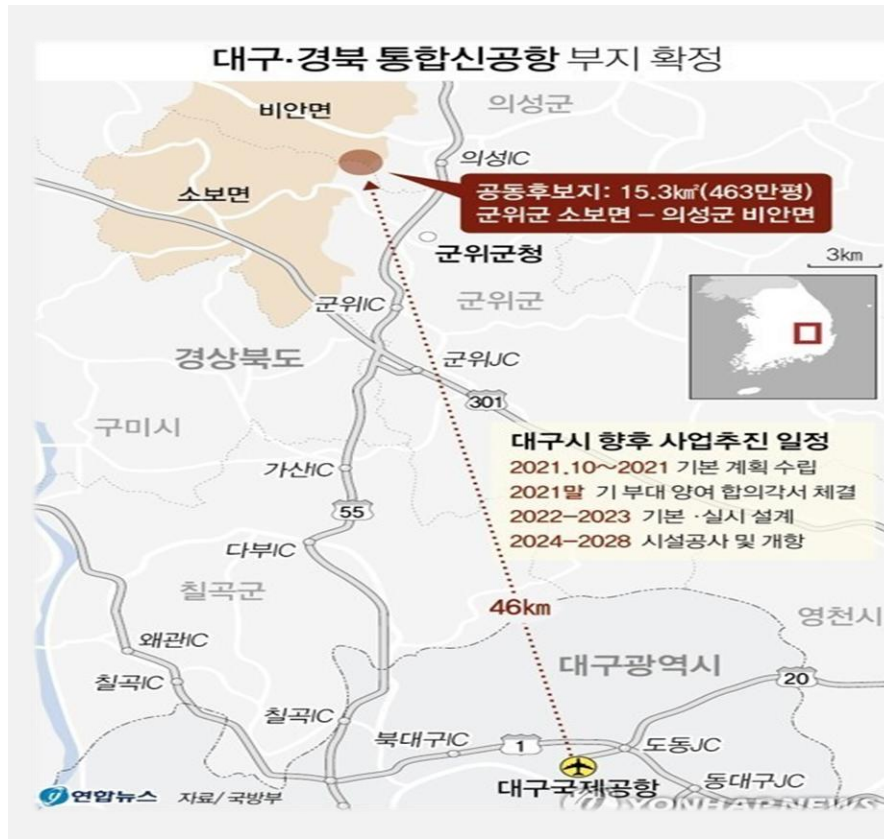 대구·경북 통합신공항 부지 확정
비안면
의성군
의성IC
소보면
공동후보지: 15.3㎢(463만평)
군위군 소보면 – 의성군 비안면
군위군청
3km
군위IC
군위군
경상북도
군위JC
301
구미시
대구시 향후 사업추진 일정
2021.10~2021 기본 계획 수립
2021말 기 부대 양여 합의각서 체결
2022-2023 기본 ·실시 설계
2024-2028 시설공사 및 개항
가산IC
55
다부IC
칠곡군
46km
영천시
왜관IC
대구광역시
칠곡IC
20
칠곡IC
북대구IC
1
도동JC
대구국제공항
동대구JC
연합뉴스 자료/ 국방부
YONHAPNEWS